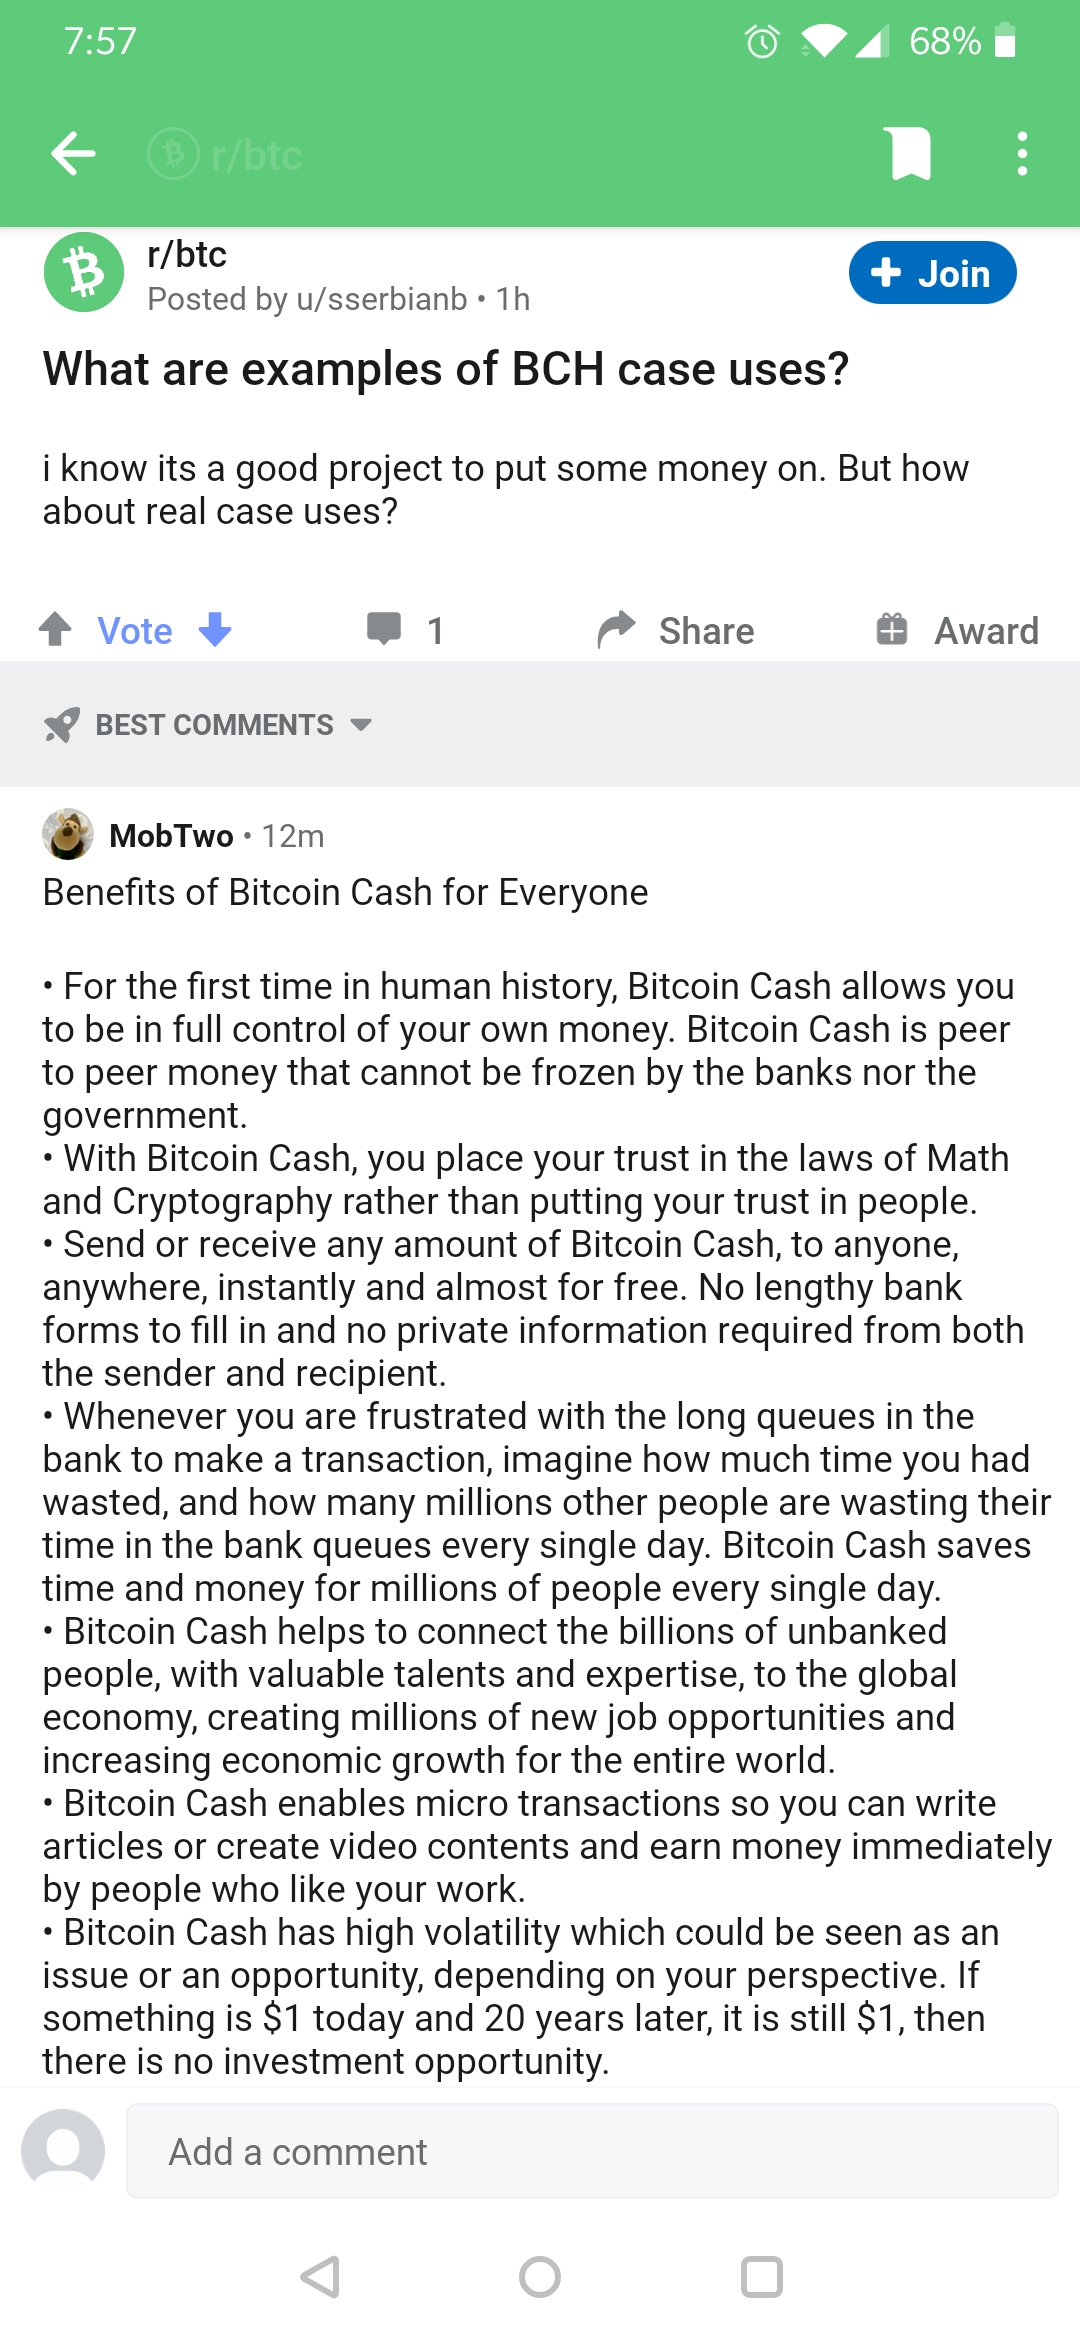 7:57
68%
r/btc
r/btc
Posted by u/sserbianb • 1h
+ Join
What are examples of BCH case uses?
i know its a good project to put some money on. But how
about real case uses?
Vote
1
Share
Award
BEST COMMENTS
MobTwo • 12m
Benefits of Bitcoin Cash for Everyone
• For the first time in human history, Bitcoin Cash allows you
to be in full control of your own money. Bitcoin Cash is peer
to peer money that cannot be frozen by the banks nor the
government.
• With Bitcoin Cash, you place your trust in the laws of Math
and Cryptography rather than putting your trust in people.
• Send or receive any amount of Bitcoin Cash, to anyone,
anywhere, instantly and almost for free. No lengthy bank
forms to fill in and no private information required from both
the sender and recipient.
• Whenever you are frustrated with the long queues in the
bank to make a transaction, imagine how much time you had
wasted, and how many millions other people are wasting their
time in the bank queues every single day. Bitcoin Cash saves
time and money for millions of people every single day.
• Bitcoin Cash helps to connect the billions of unbanked
people, with valuable talents and expertise, to the global
economy, creating millions of new job opportunities and
increasing economic growth for the entire world.
• Bitcoin Cash enables micro transactions so you can write
articles or create video contents and earn money immediately
by people who like your work.
• Bitcoin Cash has high volatility which could be seen as an
issue or an opportunity, depending on your perspective. If
something is $1 today and 20 years later, it is still $1, then
there is no investment opportunity.
Add a comment